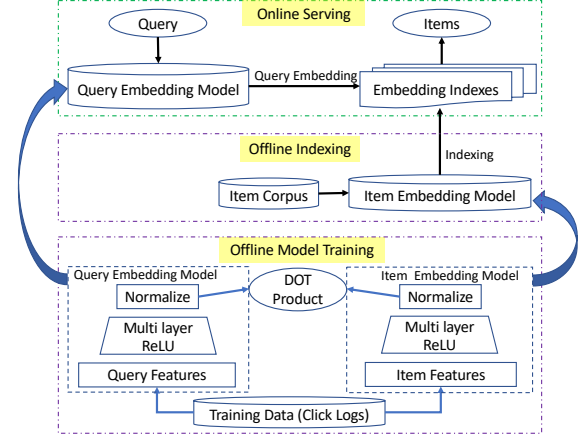 Online Serving
Query
Items
Query Embedding
Query Embedding Model
Embedding Indexes
Offline Indexing
Indexing
Item Corpus
Item Embedding Model
Offline Model Training
Query Embedding Model
Item Embedding Model
DOT
Product
Normalize
Normalize
Multi layer
ReLU
Multi layer
ReLU
Query Features
Item Features
Training Data (Click Logs)